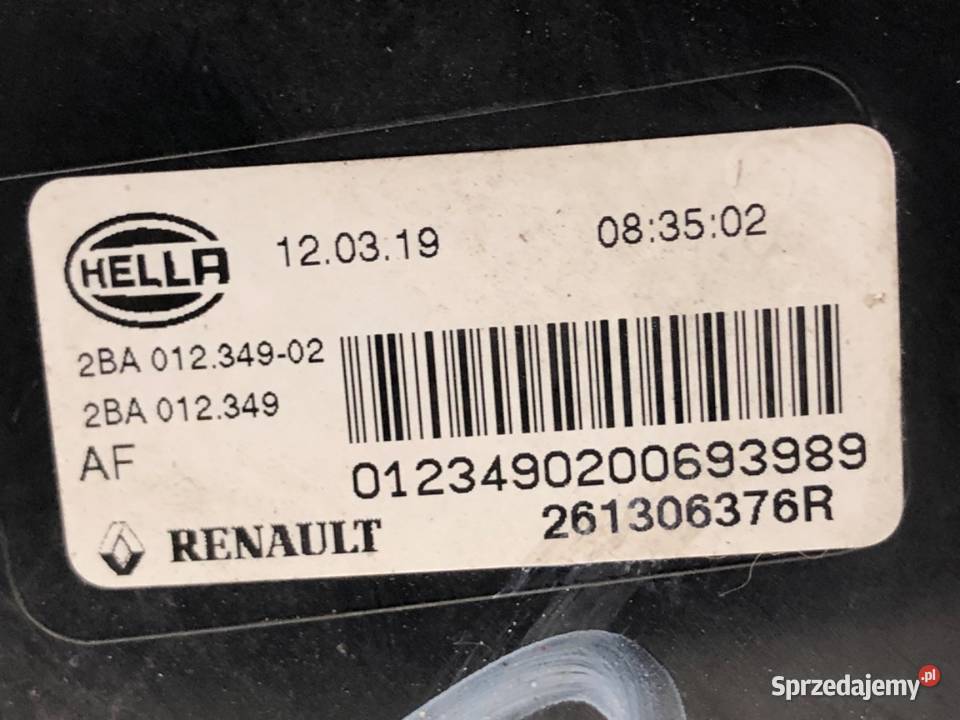 HELLA 12.03.19 08:35:02
2BA 012.349-02
2BA 012.349
AF
0123490200693989
261306376R
RENAULT
Sprzedajemy.pl